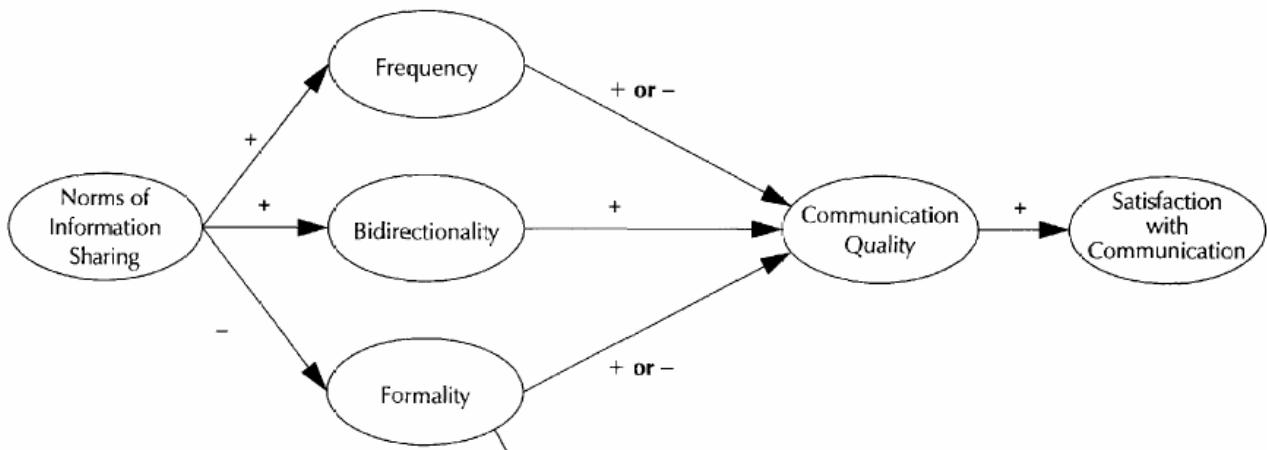 Frequency
+ or –
+
Norms of
Information
Sharing
+
Bidirectionality
+
Communication
Quality
+
Satisfaction
with
Communication
–
Formality
+ or –